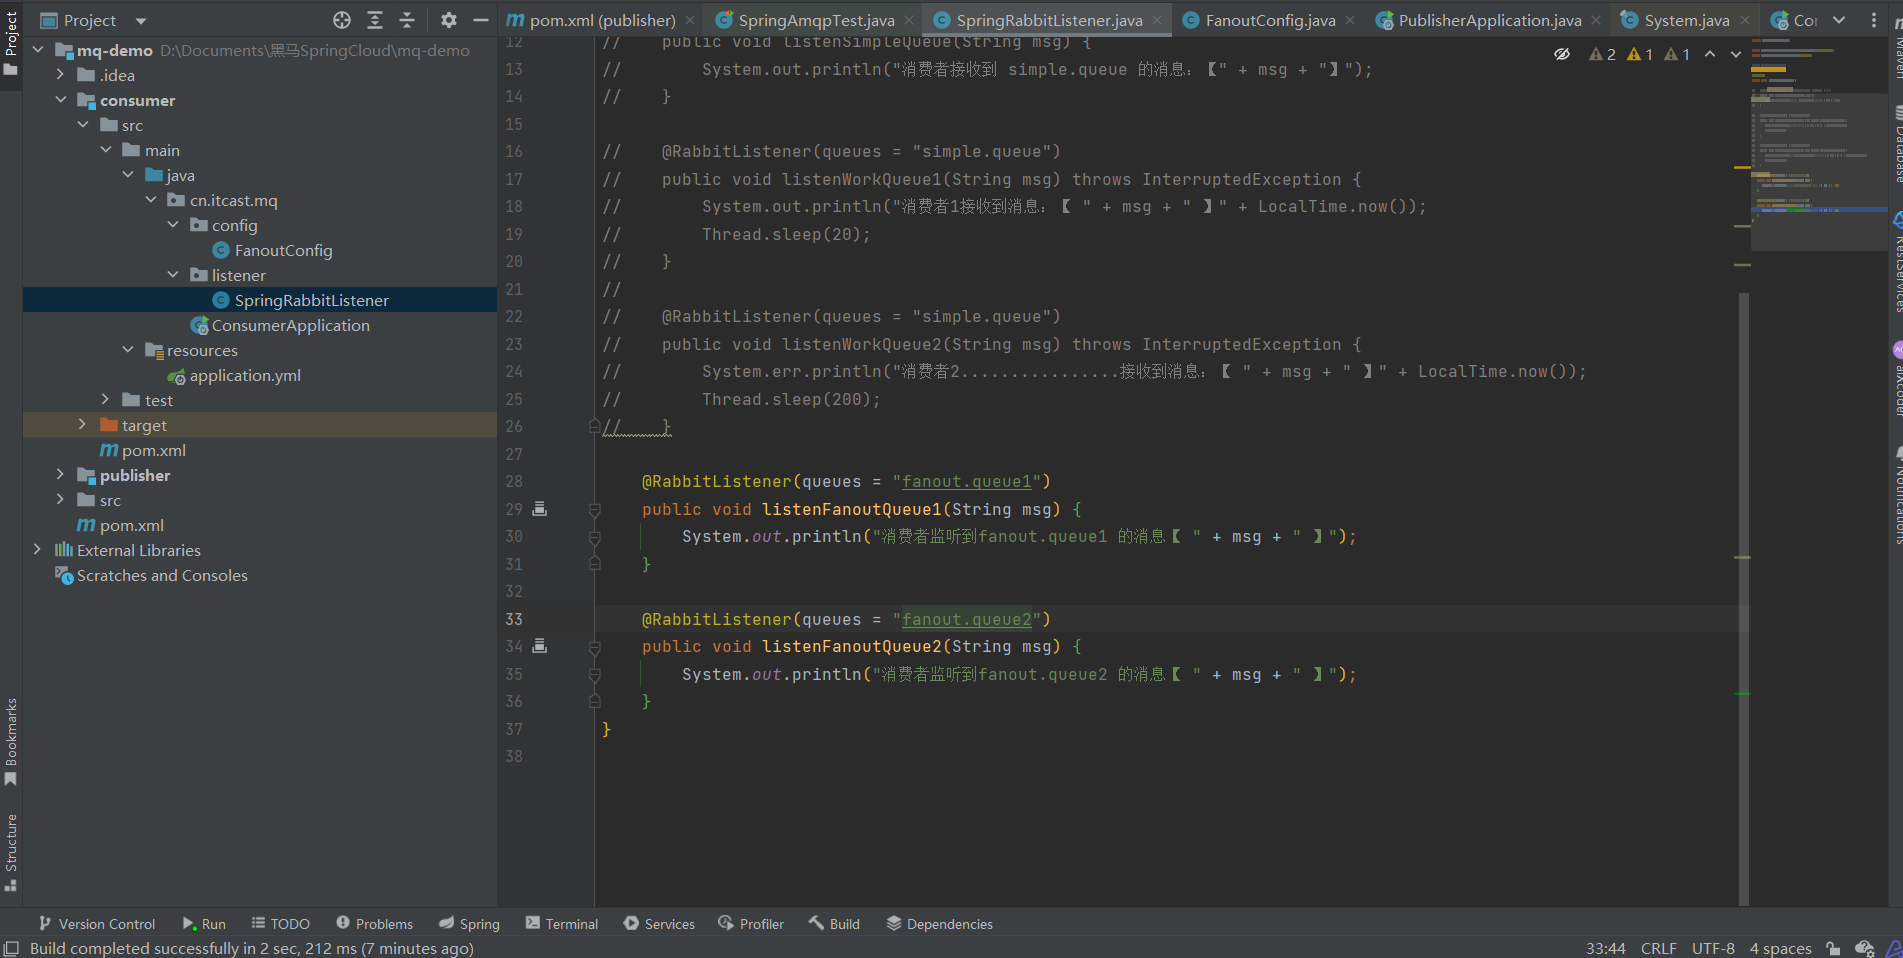 Project
pom.xml (publisher)
SpringAmqpTest.java
SpringRabbitListener.java
FanoutConfig.java
PublisherApplication.java
System.java
Project
mq-demo D:\Documents\黑马SpringCloud\mq-demo
.idea
consumer
src
main
java
cn.itcast.mq
config
FanoutConfig
listener
SpringRabbitListener
ConsumerApplication
resources
application.yml
test
target
pom.xml
publisher
src
pom.xml
External Libraries
Scratches and Consoles
2 1 1
12 //    public void listenSimpleQueue(String msg) {
13 //        System.out.println("消费者接收到 simple.queue 的消息：【" + msg + "】");
14 //    }
15
16 //    @RabbitListener(queues = "simple.queue")
17 //    public void listenWorkQueue1(String msg) throws InterruptedException {
18 //        System.out.println("消费者1接收到消息：【 " + msg + " 】" + LocalTime.now());
19 //        Thread.sleep(20);
20 //    }
21 //
22 //    @RabbitListener(queues = "simple.queue")
23 //    public void listenWorkQueue2(String msg) throws InterruptedException {
24 //        System.err.println("消费者2................接收到消息：【 " + msg + " 】" + LocalTime.now());
25 //        Thread.sleep(200);
26 //    }
27
28     @RabbitListener(queues = "fanout.queue1")
29     public void listenFanoutQueue1(String msg) {
30         System.out.println("消费者监听到fanout.queue1 的消息【 " + msg + " 】");
31     }
32
33     @RabbitListener(queues = "fanout.queue2")
34     public void listenFanoutQueue2(String msg) {
35         System.out.println("消费者监听到fanout.queue2 的消息【 " + msg + " 】");
36     }
37 }
38
Maven
Database
RestServices
aiXcoder
Notifications
Bookmarks
Structure
Version Control
Run
TODO
Problems
Spring
Terminal
Services
Profiler
Build
Dependencies
Build completed successfully in 2 sec, 212 ms (7 minutes ago)
33:44 CRLF UTF-8 4 spaces